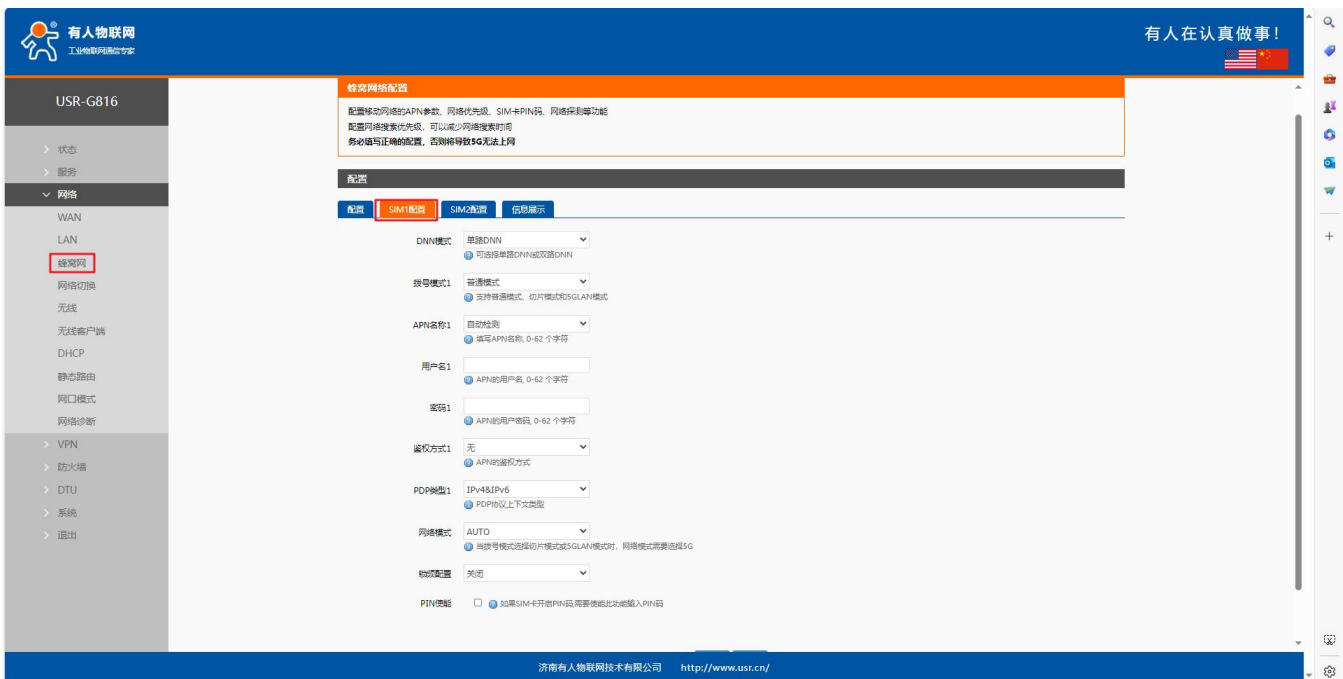 有人物联网
工业物联网通信专家
有人在认真做事!
USR-G816
状态
服务
网络
WAN
LAN
蜂窝网
网络切换
无线
无线客户端
DHCP
静态路由
网口模式
网络诊断
VPN
防火墙
DTU
系统
退出
蜂窝网络配置
配置移动网络的APN参数、网络优先级、SIM卡PIN码、网络探测等功能
配置网络搜索优先级,可以减少网络搜索时间
务必填写正确的配置,否则将导致5G无法上网
配置
配置 SIM1配置 SIM2配置 信息展示
DNN模式 单路DNN
可选择单路DNN或双路DNN
拨号模式1 普通模式
支持普通模式、切片模式和5GLAN模式
APN名称1 自动检测
填写APN名称, 0-62 个字符
用户名1
APN的用户名, 0-62 个字符
密码1
APN的用户密码, 0-62 个字符
鉴权方式1 无
APN的鉴权方式
PDP类型1 IPv4&IPv6
PDP协议上下文类型
网络模式 AUTO
当拨号模式选择切片模式或5GLAN模式时,网络模式需要选择5G
锁频配置 关闭
PIN使能 如果SIM卡开启PIN码,需要使能此功能输入PIN码
济南有人物联网技术有限公司 http://www.usr.cn/